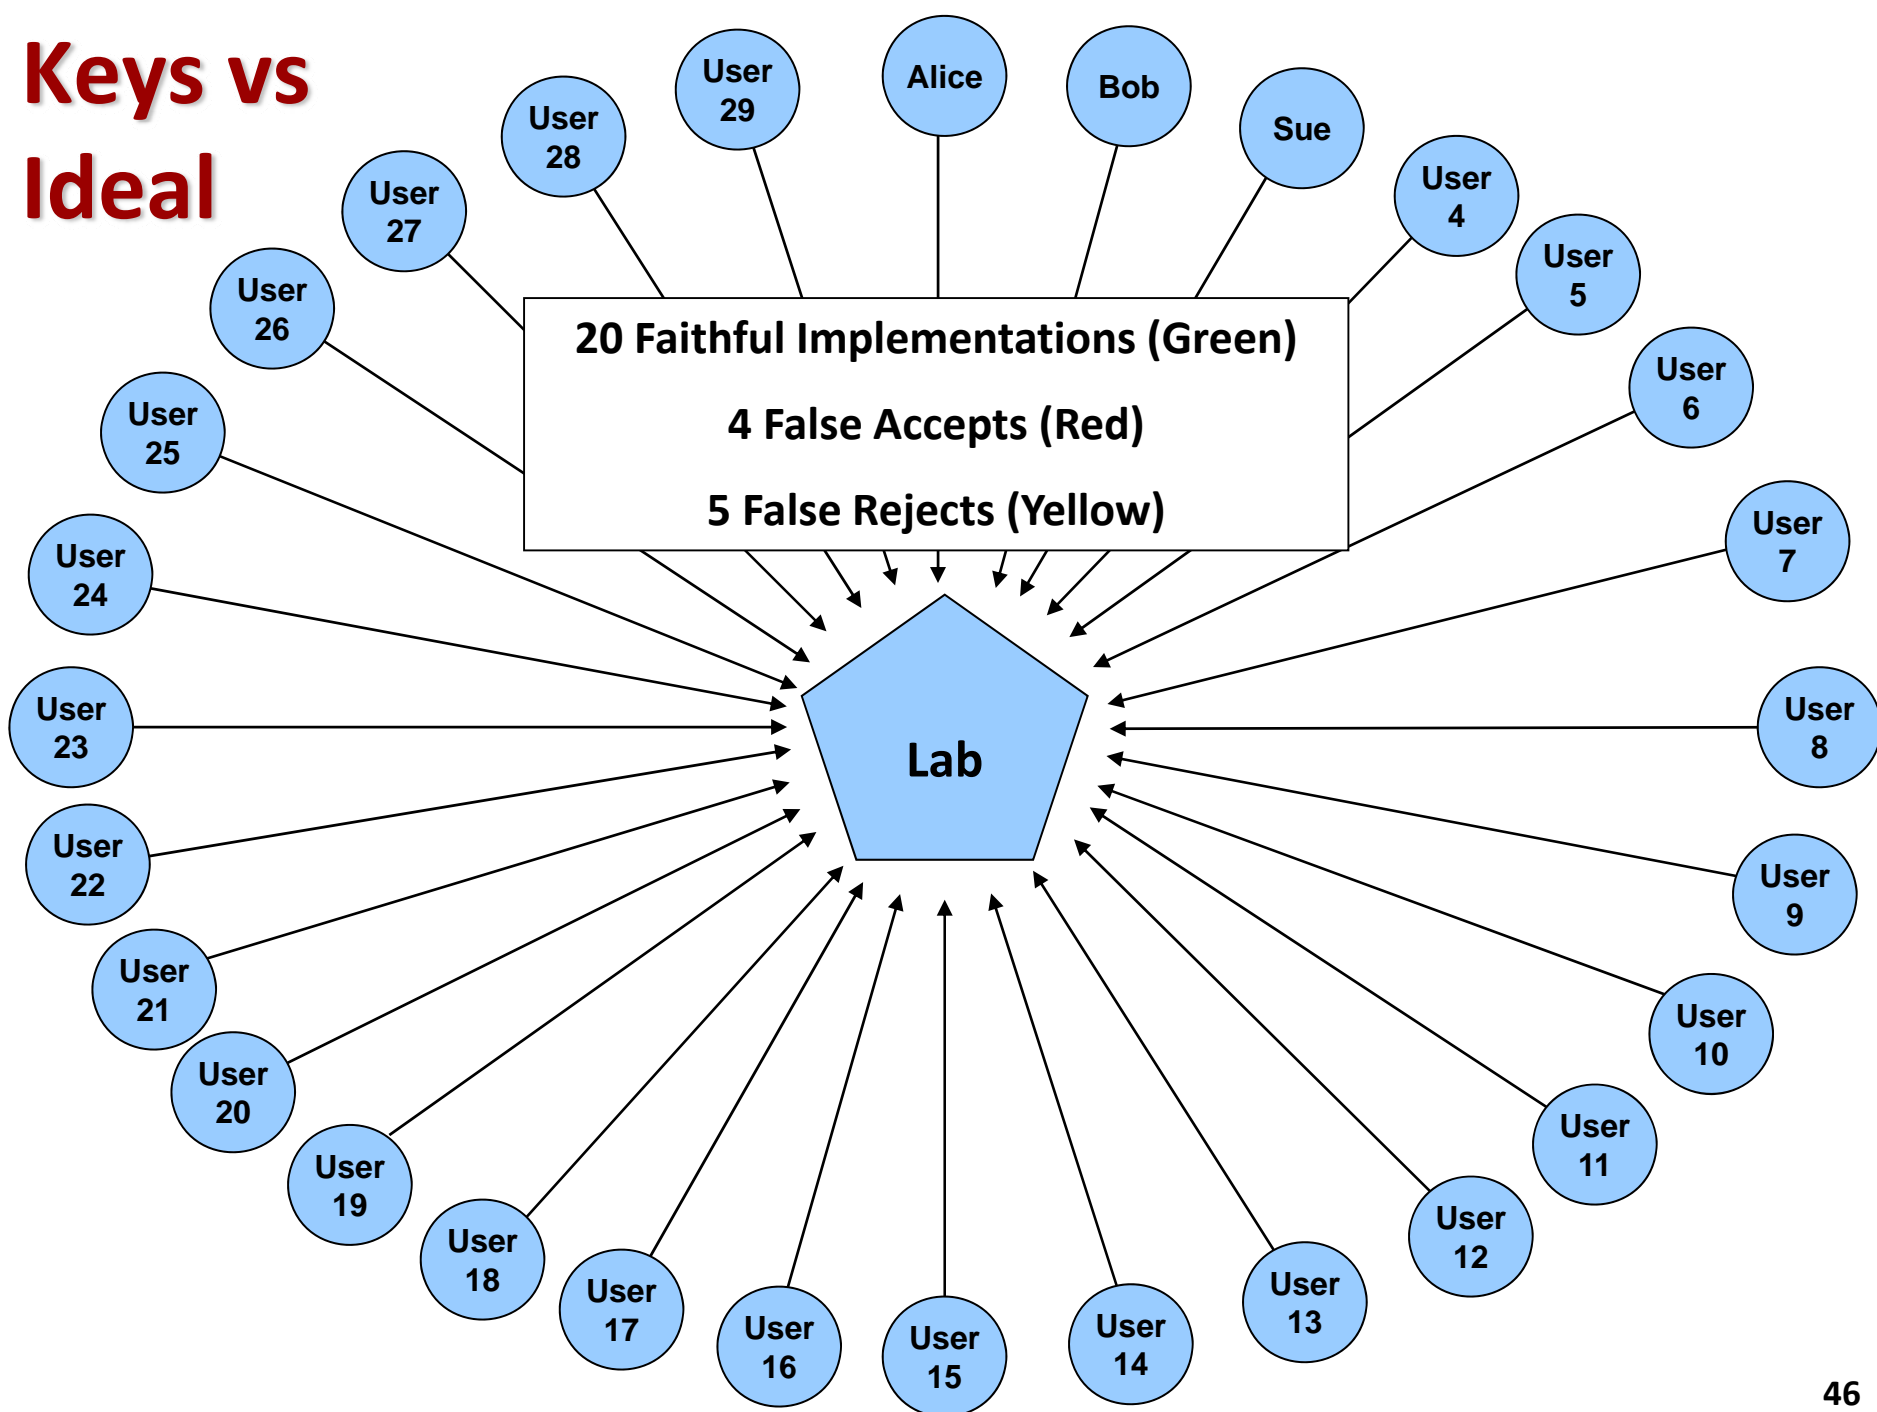 Keys vs
Ideal
User
29
Alice
Bob
Sue
User
28
User
4
User
27
User
5
User
26
User
6
20 Faithful Implementations (Green)
4 False Accepts (Red)
5 False Rejects (Yellow)
User
25
User
7
User
24
User
23
Lab
User
8
User
22
User
9
User
21
User
10
User
20
User
11
User
19
User
12
User
18
User
13
User
17
User
14
User
16
User
15
46